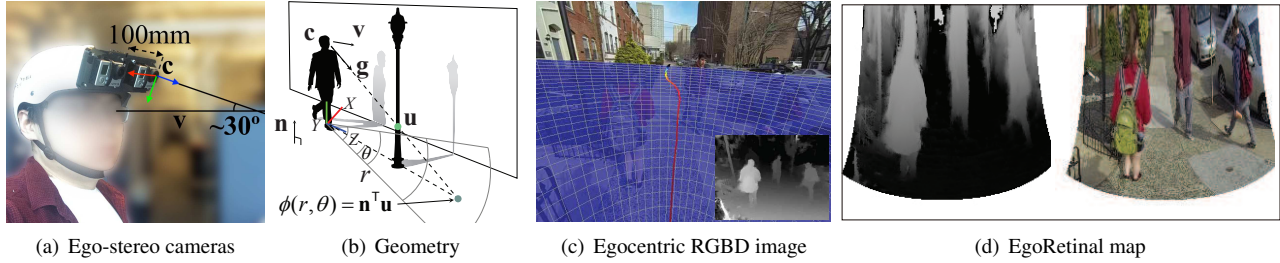 100mm
c
v
~30°
c
v
g
u
n
X
Y
Z
θ
r
ϕ(r,θ) = nᵀu
(a) Ego-stereo cameras
(b) Geometry
(c) Egocentric RGBD image
(d) EgoRetinal map